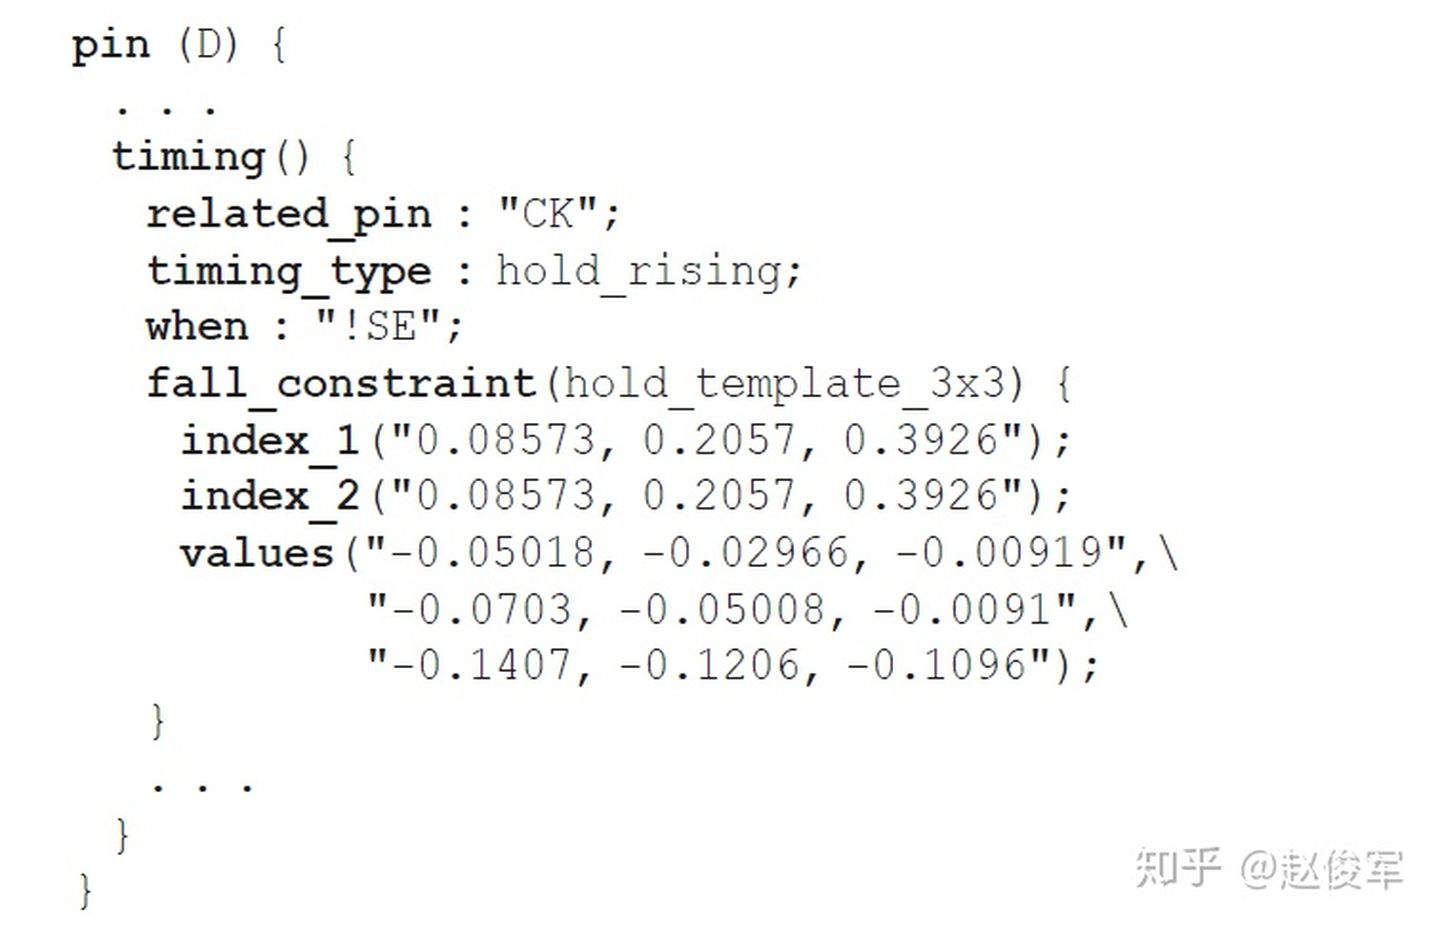 pin (D) {
. . .
timing() {
related_pin : "CK";
timing_type : hold_rising;
when : "!SE";
fall_constraint(hold_template_3x3) {
index_1("0.08573, 0.2057, 0.3926");
index_2("0.08573, 0.2057, 0.3926");
values("-0.05018, -0.02966, -0.00919",\
"-0.0703, -0.05008, -0.0091",\
"-0.1407, -0.1206, -0.1096");
}
. . .
}
}
知乎 @赵俊军